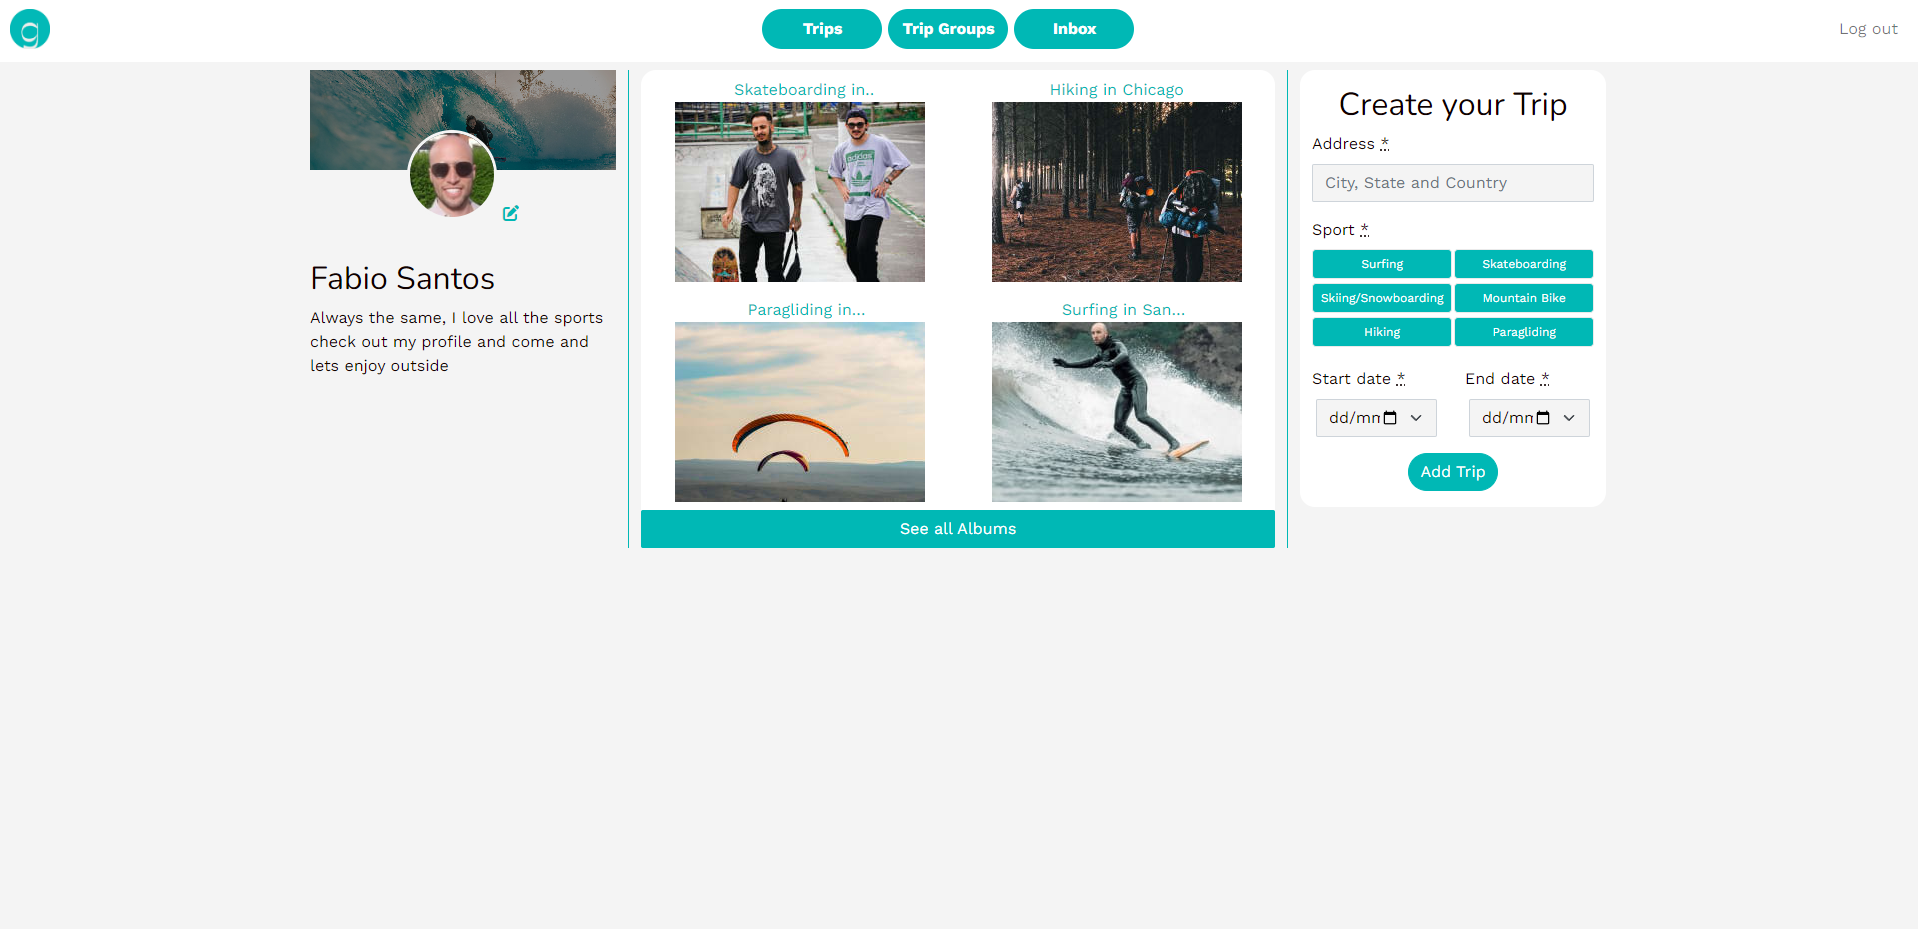 g
Trips
Trip Groups
Inbox
Log out
Fabio Santos
Always the same, I love all the sports
check out my profile and come and
lets enjoy outside
Skateboarding in..
Hiking in Chicago
adidas
Paragliding in...
Surfing in San...
See all Albums
Create your Trip
Address *
City, State and Country
Sport *
Surfing
Skateboarding
Skiing/Snowboarding
Mountain Bike
Hiking
Paragliding
Start date *
End date *
dd/mm
dd/mm
Add Trip